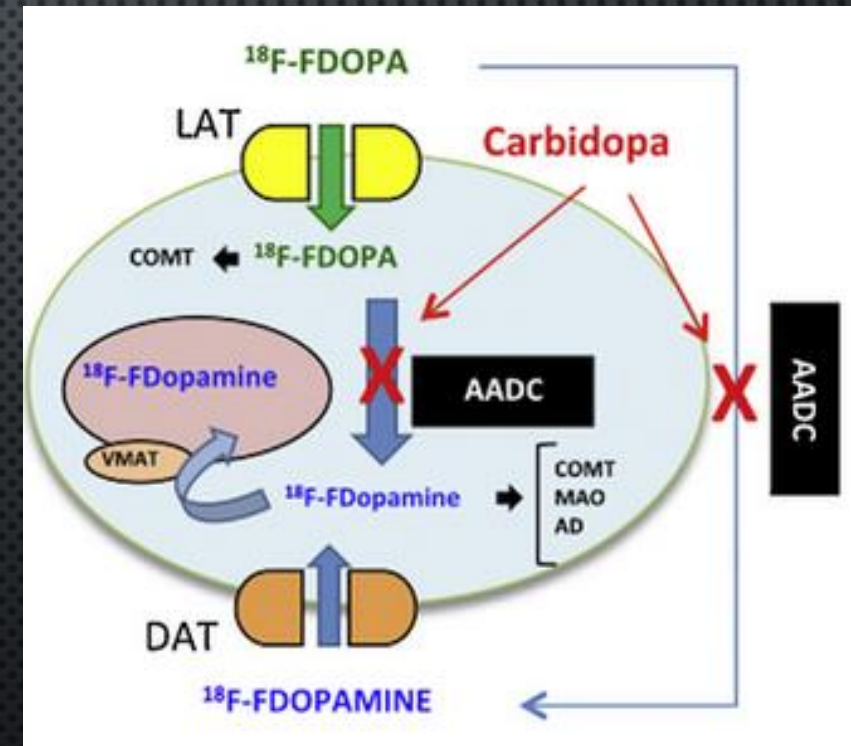 ¹⁸F-FDOPA
LAT
Carbidopa
COMT
¹⁸F-FDOPA
¹⁸F-FDopamine
X
AADC
X
AADC
VMAT
¹⁸F-FDopamine
COMT
MAO
AD
DAT
¹⁸F-FDOPAMINE